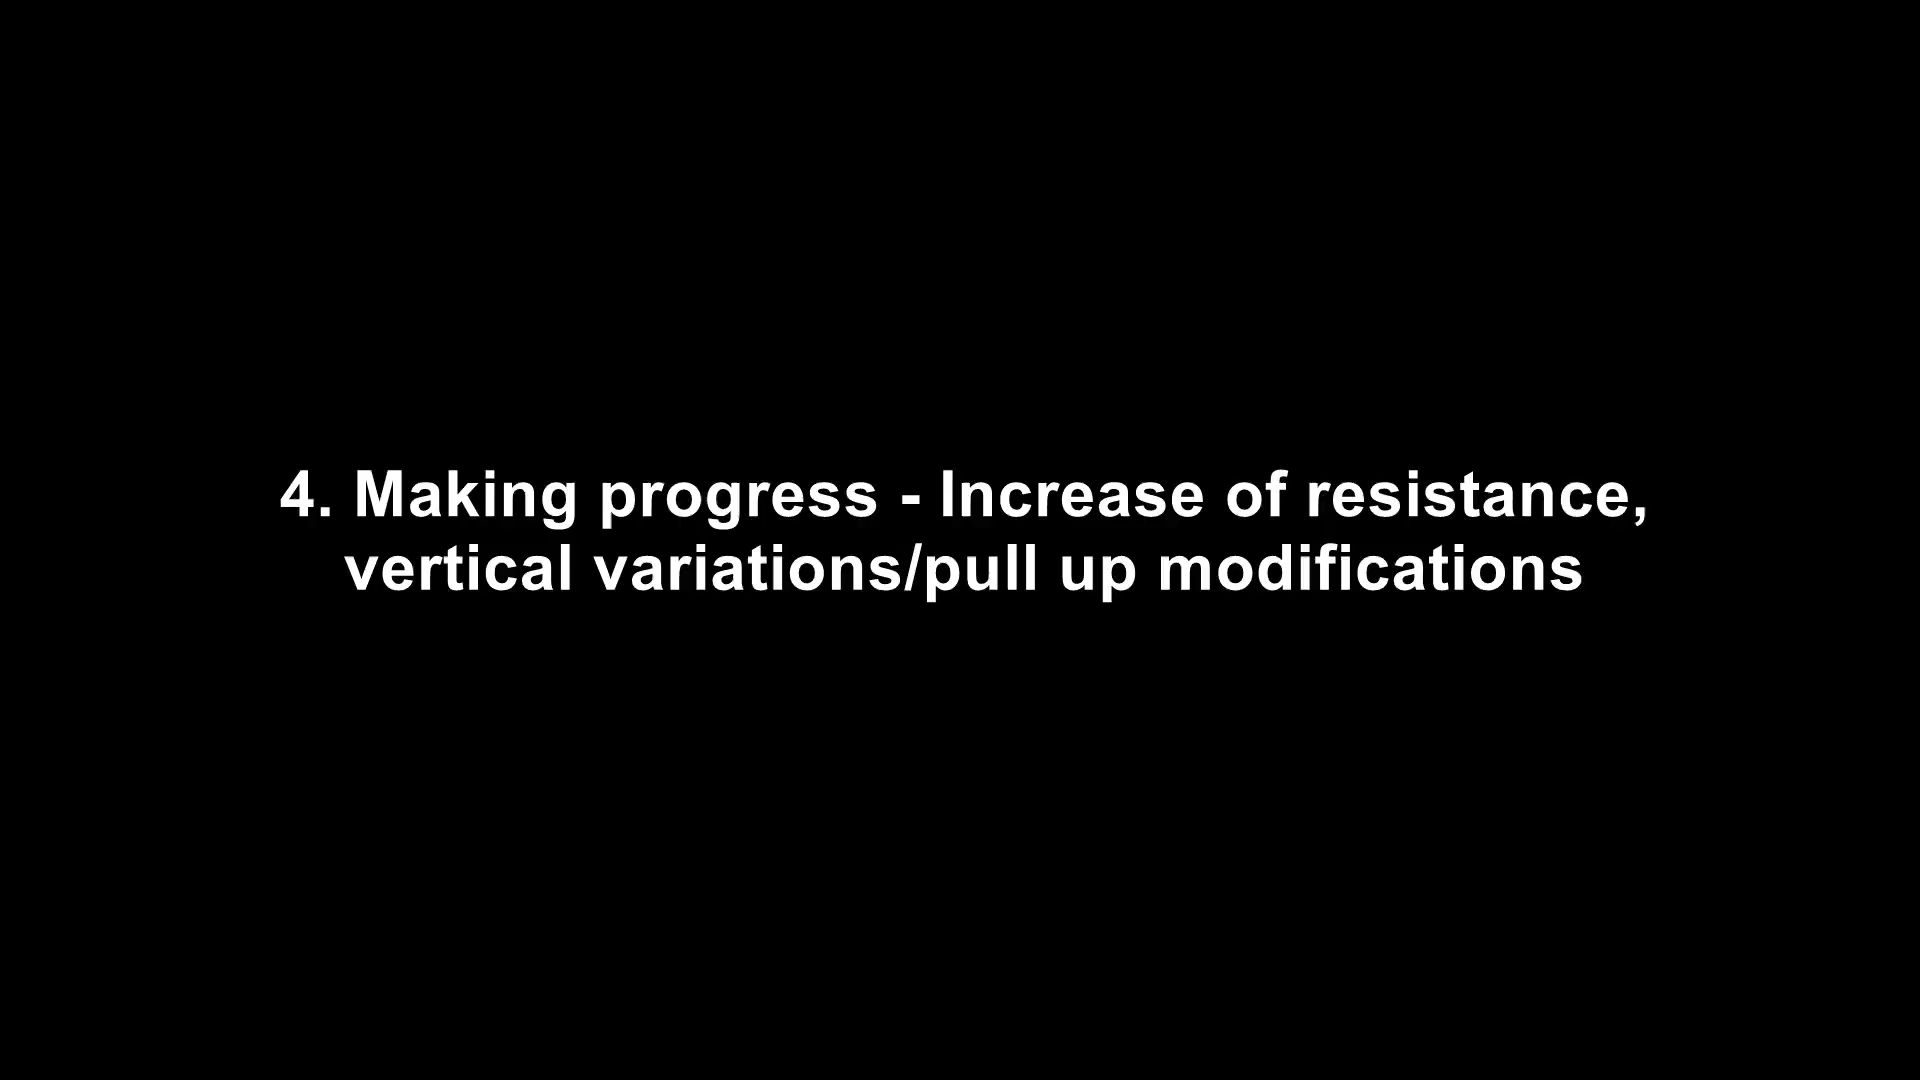 4. Making progress - Increase of resistance,
vertical variations/pull up modifications